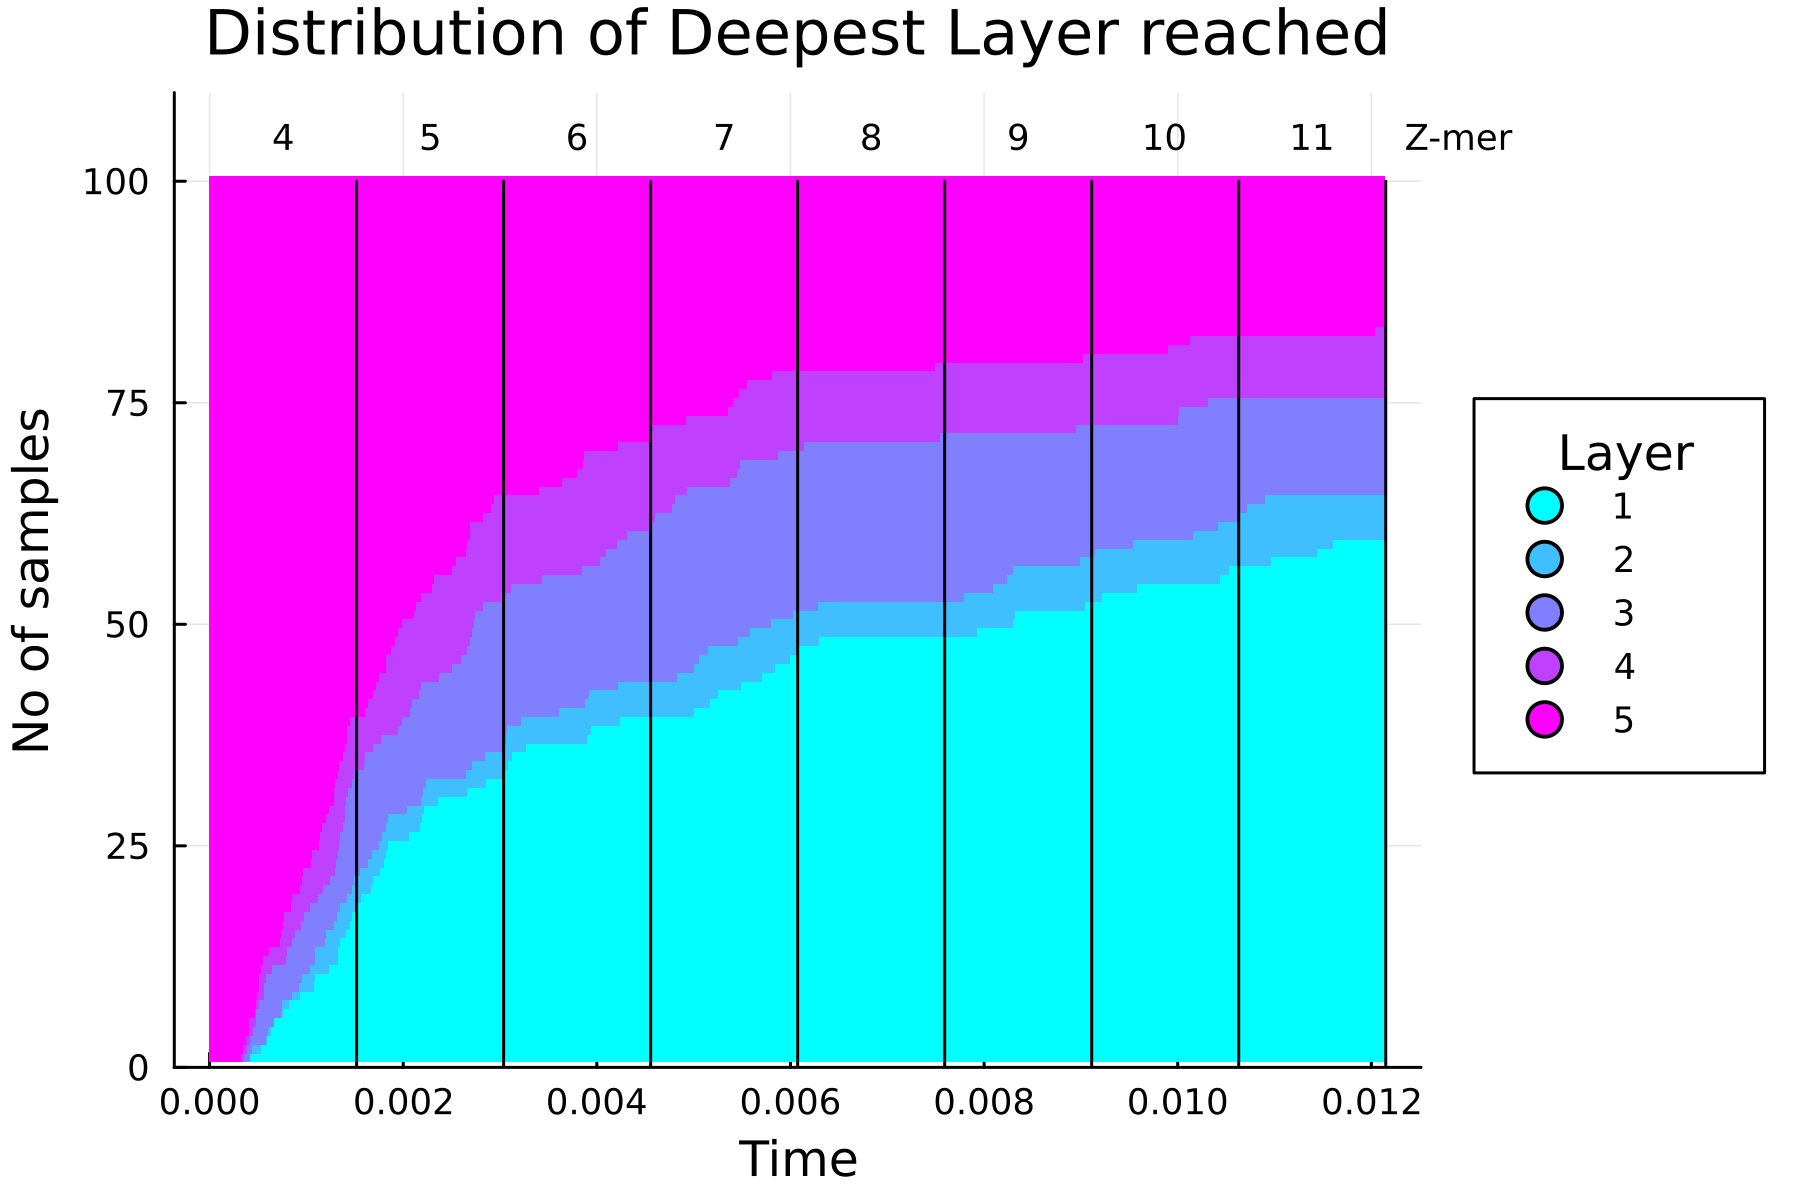 Distribution of Deepest Layer reached
4 5 6 7 8 9 10 11 Z-mer
100
75
50
25
0
No of samples
0.000 0.002 0.004 0.006 0.008 0.010 0.012
Time
Layer
1
2
3
4
5